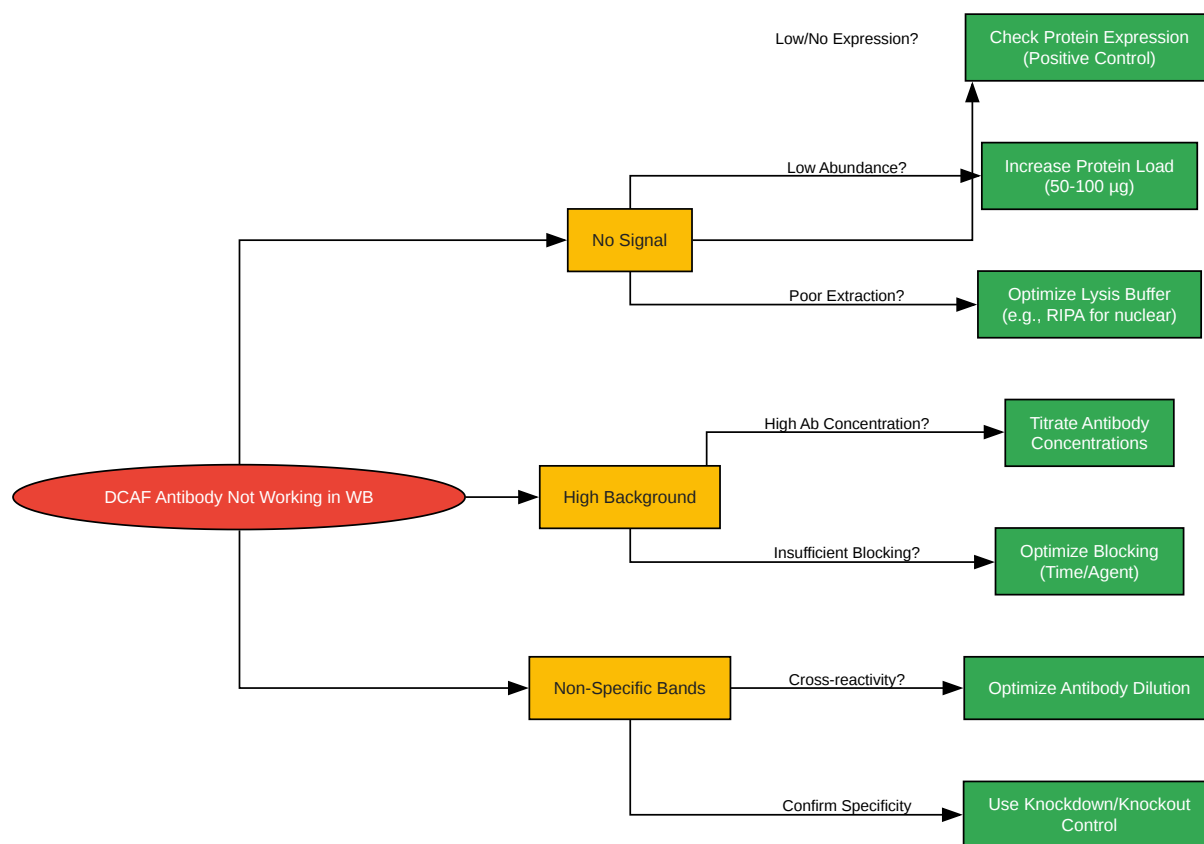 Low/No Expression?
Check Protein Expression
(Positive Control)
Low Abundance?
Increase Protein Load
(50-100 µg)
No Signal
Poor Extraction?
Optimize Lysis Buffer
(e.g., RIPA for nuclear)
High Ab Concentration?
Titrate Antibody
Concentrations
DCAF Antibody Not Working in WB
High Background
Insufficient Blocking?
Optimize Blocking
(Time/Agent)
Non-Specific Bands
Cross-reactivity?
Optimize Antibody Dilution
Confirm Specificity
Use Knockdown/Knockout
Control